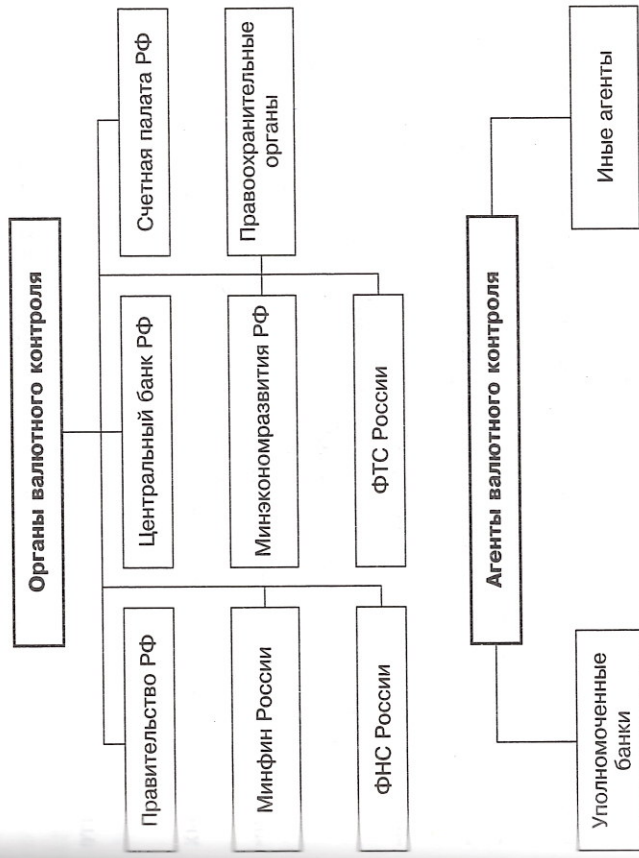 Органы валютного контроля
Правительство РФ
Центральный банк РФ
Счетная палата РФ
Минфин России
Минэкономразвития РФ
Правоохранительные
органы
ФНС России
ФТС России
Агенты валютного контроля
Уполномоченные
банки
Иные агенты